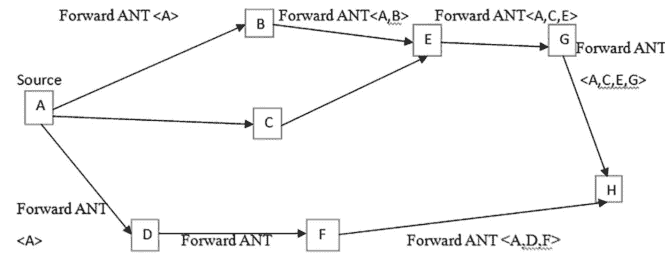 Forward ANT <A>
B
Forward ANT<A,B>
E
Forward ANT<A,C,E>
G
Forward ANT
<A,C,E,G>
Source
A
C
H
Forward ANT
<A>
D
Forward ANT
F
Forward ANT <A,D,F>